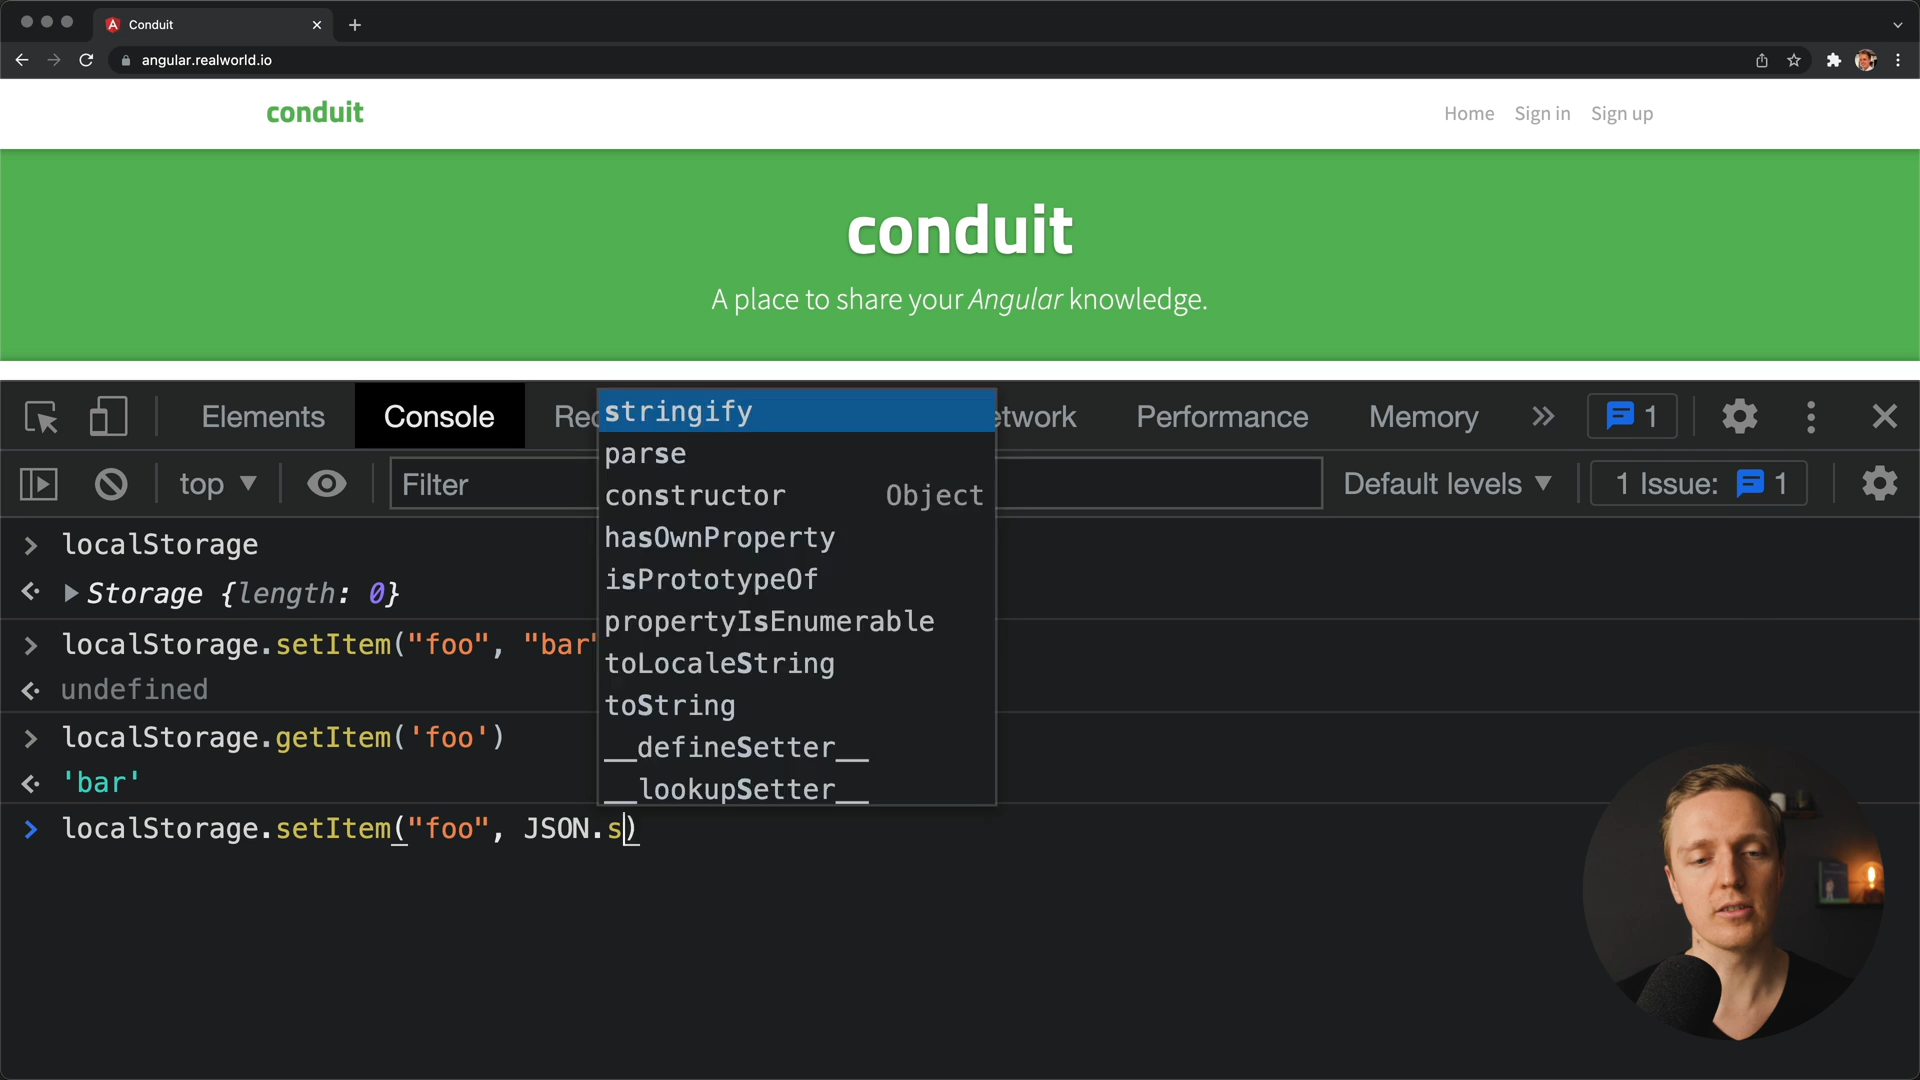 Conduit
angular.realworld.io
conduit
Home Sign in Sign up
conduit
A place to share your Angular knowledge.
Elements Console Rec etwork Performance Memory 1
top Filter Default levels 1 Issue: 1
stringify
parse
constructor Object
hasOwnProperty
isPrototypeOf
propertyIsEnumerable
toLocaleString
toString
__defineSetter__
__lookupSetter__
> localStorage
Storage {length: 0}
> localStorage.setItem("foo", "bar"
undefined
> localStorage.getItem('foo')
'bar'
> localStorage.setItem("foo", JSON.s)